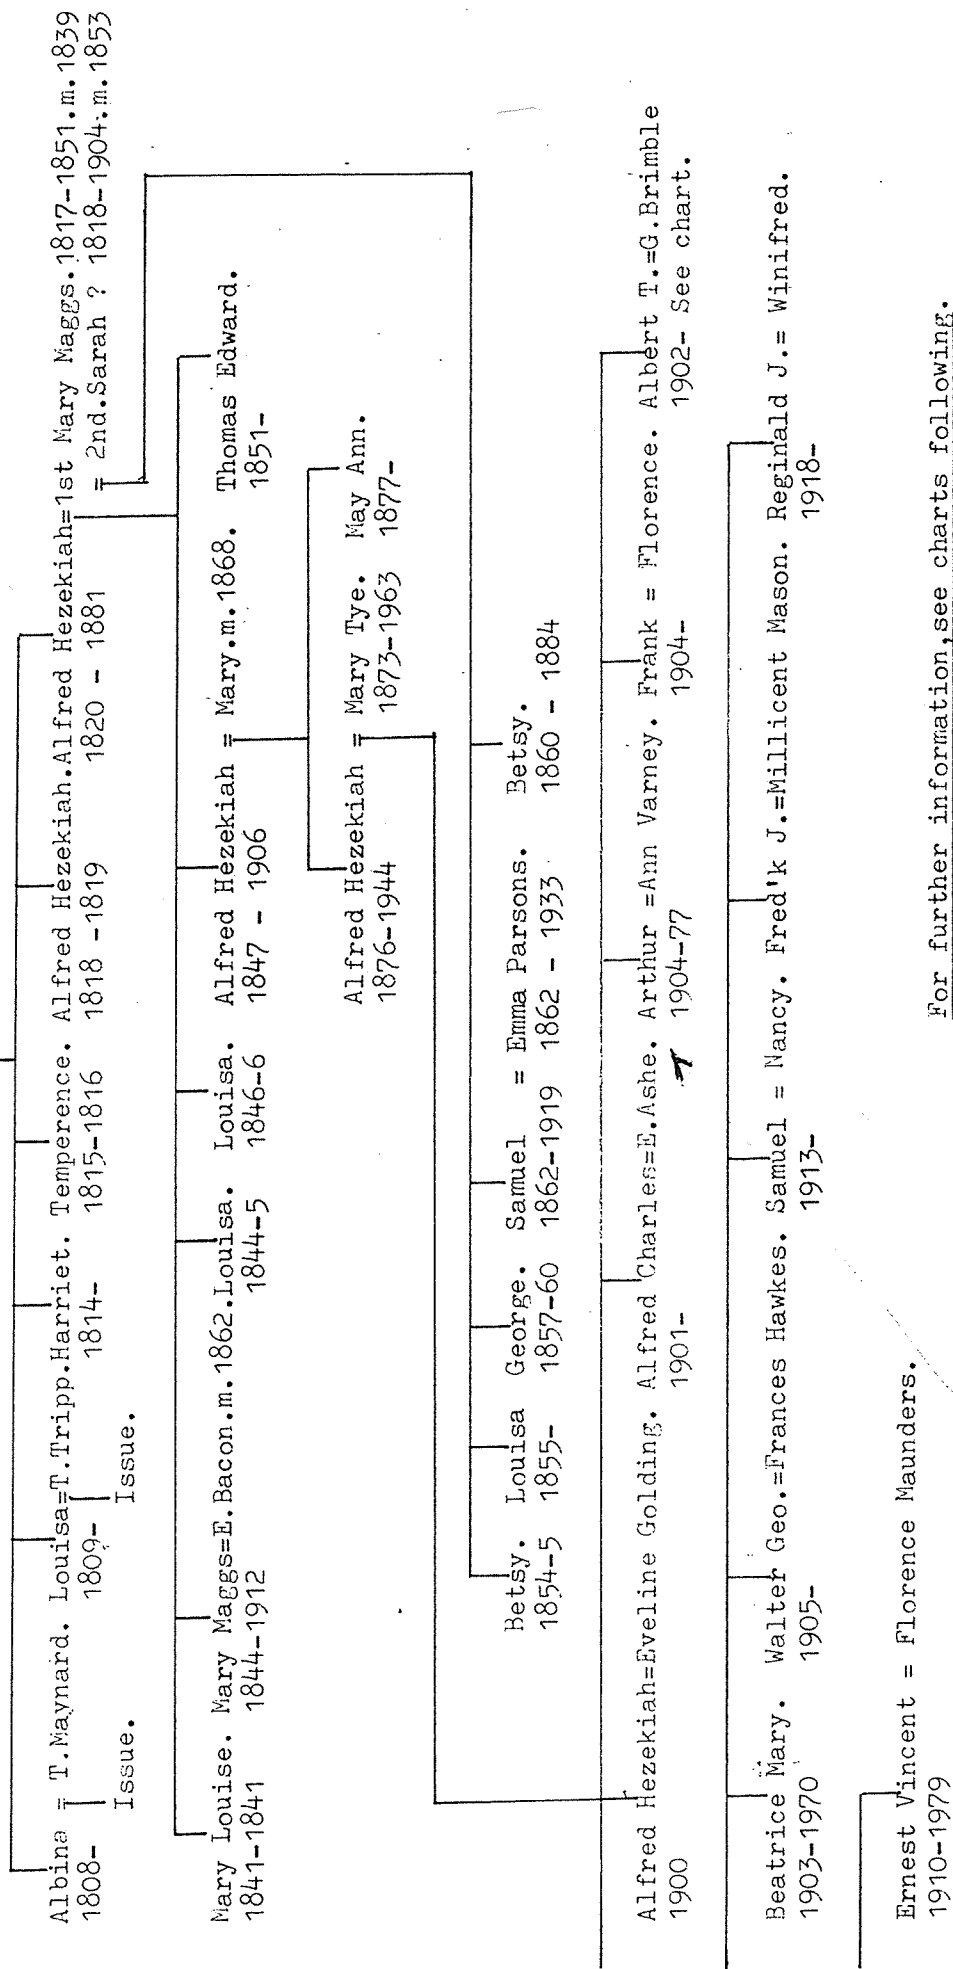 Albina = T.Maynard. Louisa=T.Tripp.Harriet. Temperence. Alfred Hezekiah.Alfred Hezekiah=1st Mary Maggs.1817-1851.m.1839
1808- 1809- 1814- 1815-1816 1818 -1819 1820 - 1881 = 2nd.Sarah ? 1818-1904.m.1853
Issue. Issue.
Mary Louise. Mary Maggs=E.Bacon.m.1862.Louisa. Louisa. Alfred Hezekiah = Mary.m.1868. Thomas Edward.
1841-1841 1844-1912 1844-5 1846-6 1847 - 1906 1851-
Alfred Hezekiah = Mary Tye. May Ann.
1876-1944 1873-1963 1877-
Betsy. Louisa George. Samuel = Emma Parsons. Betsy.
1854-5 1855- 1857-60 1862-1919 1862 - 1933 1860 - 1884
Alfred Hezekiah=Eveline Golding. Alfred Charles=E.Ashe. Arthur =Ann Varney. Frank = Florence. Albert T.=G.Brimble
1900 1901- 1904-77 1904- 1902- See chart.
Beatrice Mary. Walter Geo.=Frances Hawkes. Samuel = Nancy. Fred'k J.=Millicent Mason. Reginald J.= Winifred.
1903-1970 1905- 1913- 1918-
Ernest Vincent = Florence Maunders.
1910-1979
For further information,see charts following.